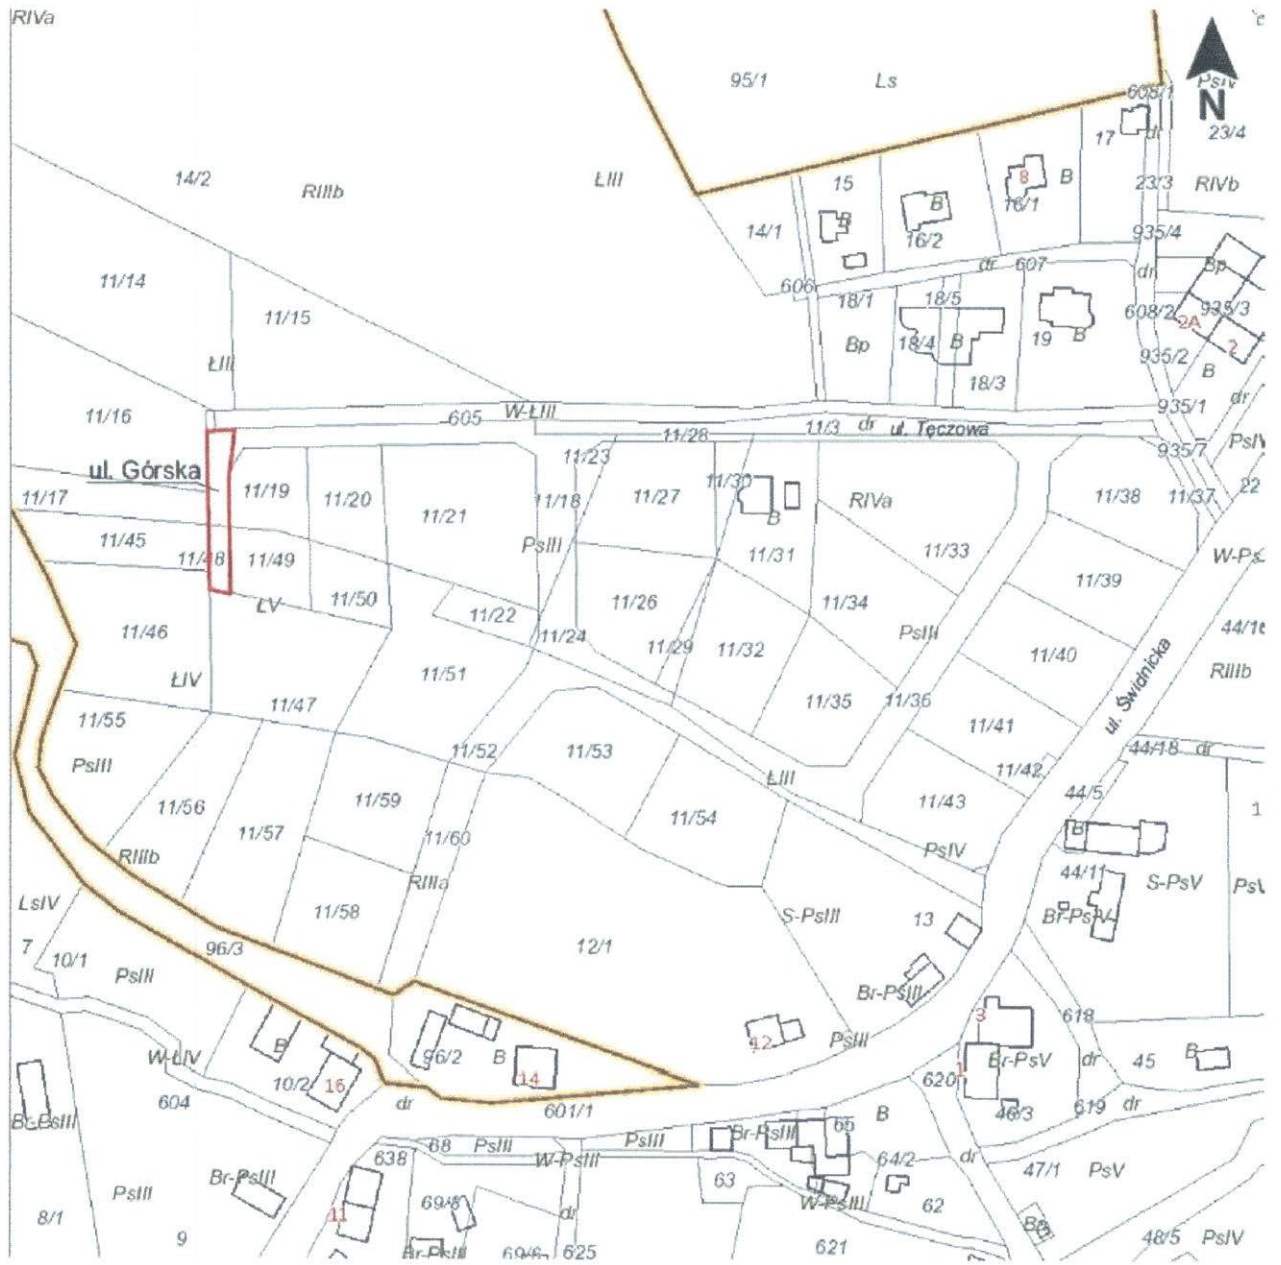 RIVa
95/1
Ls
608/1
PsIV
N
17
dr
23/4
14/2
RIIIb
ŁIII
15
8
B
23/3
RIVb
16/1
B
B
14/1
16/2
935/4
11/14
606
dr
607
dr
Bp
18/1
18/5
608/2
935/3
2A
11/15
Bp
18/4
B
19
B
2
935/2
ŁIII
18/3
B
dr
11/16
605
W-ŁIII
11/3
dr
ul. Tęczowa
935/1
11/28
PsIV
935/7
ul. Górska
11/23
11/17
11/19
11/20
11/18
11/27
11/30
RIVa
11/38
11/37
22
11/21
B
11/45
PsIII
11/48
11/49
11/31
11/33
11/39
W-Ps
ŁV
11/50
11/22
11/26
11/34
11/46
11/24
11/29
11/32
PsIII
11/40
44/16
ŁIV
11/51
RIIIb
11/47
11/35
11/36
ul. Świdnicka
11/55
11/41
11/52
11/53
44/18
dr
PsIII
ŁIII
11/42
11/56
11/59
11/54
11/43
44/5
1
11/57
11/60
B
RIIIb
PsIV
RIIIa
44/11
S-PsV
PsV
LsIV
11/58
S-PsIII
13
Br-PsIV
7
96/3
12/1
10/1
PsIII
Br-PsIII
3
618
W-ŁIV
B
96/2
B
12
PsIII
Br-PsV
dr
45
B
10/2
16
14
1
620
604
dr
601/1
B
46/3
619
dr
Br-PsIII
68
PsIII
PsIII
Br-PsIII
65
W-PsIII
64/2
dr
638
47/1
PsV
Br-PsIII
63
PsIII
69/8
W-PsIII
62
11
dr
8/1
9
Br-PsIII
69/6
625
621
48/5
PsIV